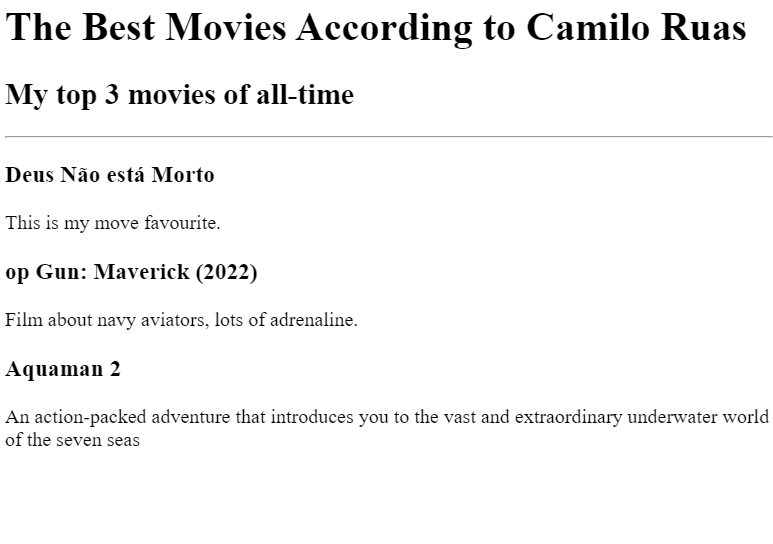 The Best Movies According to Camilo Ruas
My top 3 movies of all-time
Deus Não está Morto
This is my move favourite.
op Gun: Maverick (2022)
Film about navy aviators, lots of adrenaline.
Aquaman 2
An action-packed adventure that introduces you to the vast and extraordinary underwater world
of the seven seas